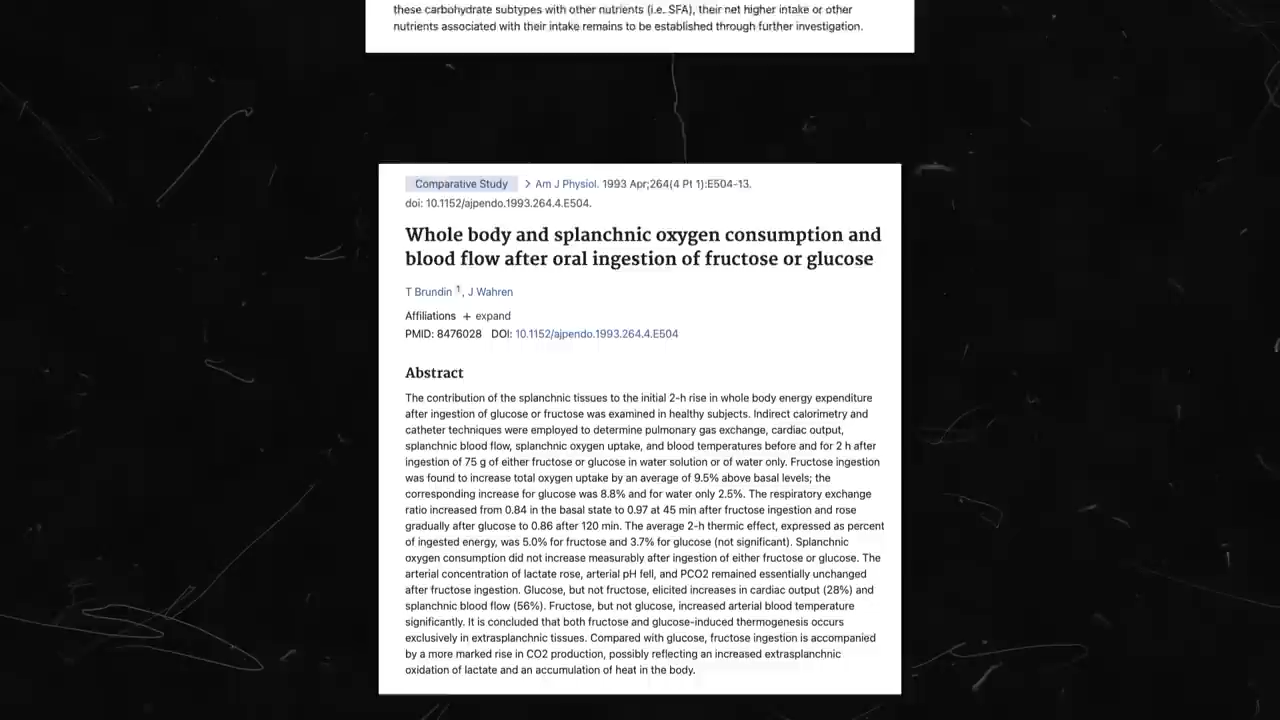 these carbohydrate subtypes with other nutrients (i.e. SFA), their net higher intake or other
nutrients associated with their intake remains to be established through further investigation.
Comparative Study > Am J Physiol. 1993 Apr;264(4 Pt 1):E504-13.
doi: 10.1152/ajpendo.1993.264.4.E504.
Whole body and splanchnic oxygen consumption and
blood flow after oral ingestion of fructose or glucose
T Brundin 1, J Wahren
Affiliations + expand
PMID: 8476028 DOI: 10.1152/ajpendo.1993.264.4.E504
Abstract
The contribution of the splanchnic tissues to the initial 2-h rise in whole body energy expenditure
after ingestion of glucose or fructose was examined in healthy subjects. Indirect calorimetry and
catheter techniques were employed to determine pulmonary gas exchange, cardiac output,
splanchnic blood flow, splanchnic oxygen uptake, and blood temperatures before and for 2 h after
ingestion of 75 g of either fructose or glucose in water solution or of water only. Fructose ingestion
was found to increase total oxygen uptake by an average of 9.5% above basal levels; the
corresponding increase for glucose was 8.8% and for water only 2.5%. The respiratory exchange
ratio increased from 0.84 in the basal state to 0.97 at 45 min after fructose ingestion and rose
gradually after glucose to 0.86 after 120 min. The average 2-h thermic effect, expressed as percent
of ingested energy, was 5.0% for fructose and 3.7% for glucose (not significant). Splanchnic
oxygen consumption did not increase measurably after ingestion of either fructose or glucose. The
arterial concentration of lactate rose, arterial pH fell, and PCO2 remained essentially unchanged
after fructose ingestion. Glucose, but not fructose, elicited increases in cardiac output (28%) and
splanchnic blood flow (56%). Fructose, but not glucose, increased arterial blood temperature
significantly. It is concluded that both fructose and glucose-induced thermogenesis occurs
exclusively in extrasplanchnic tissues. Compared with glucose, fructose ingestion is accompanied
by a more marked rise in CO2 production, possibly reflecting an increased extrasplanchnic
oxidation of lactate and an accumulation of heat in the body.